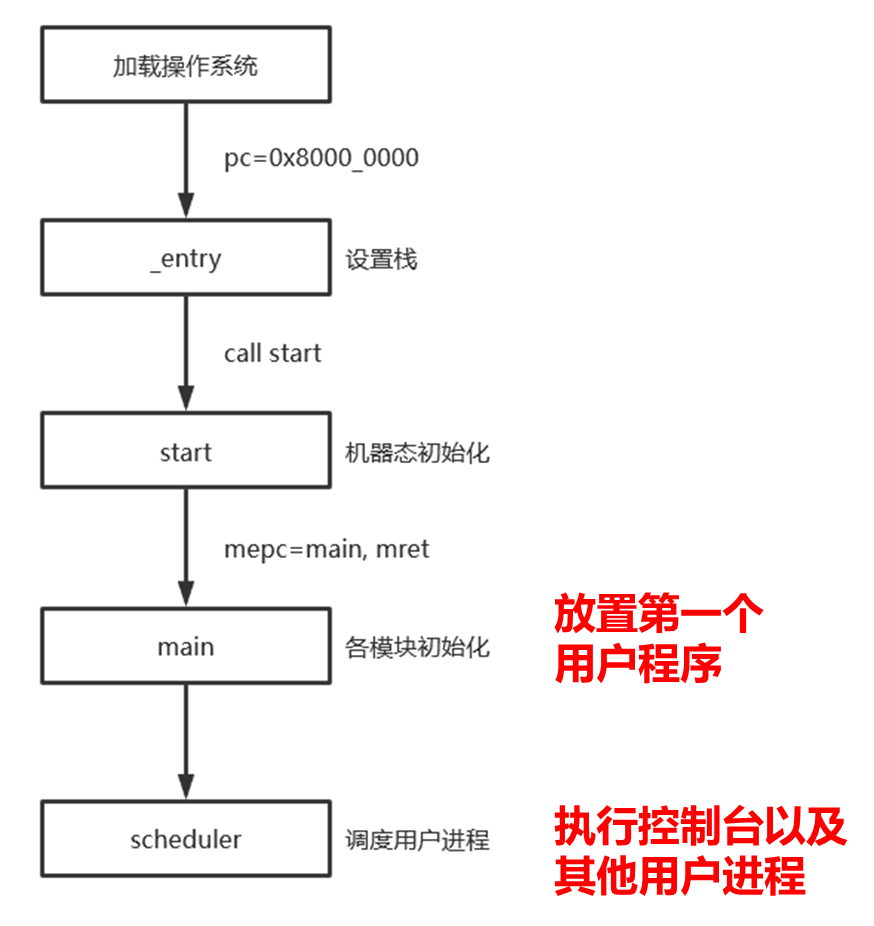 加载操作系统
pc=0x8000_0000
_entry
设置栈
call start
start
机器态初始化
mepc=main, mret
main
各模块初始化
放置第一个
用户程序
scheduler
调度用户进程
执行控制台以及
其他用户进程